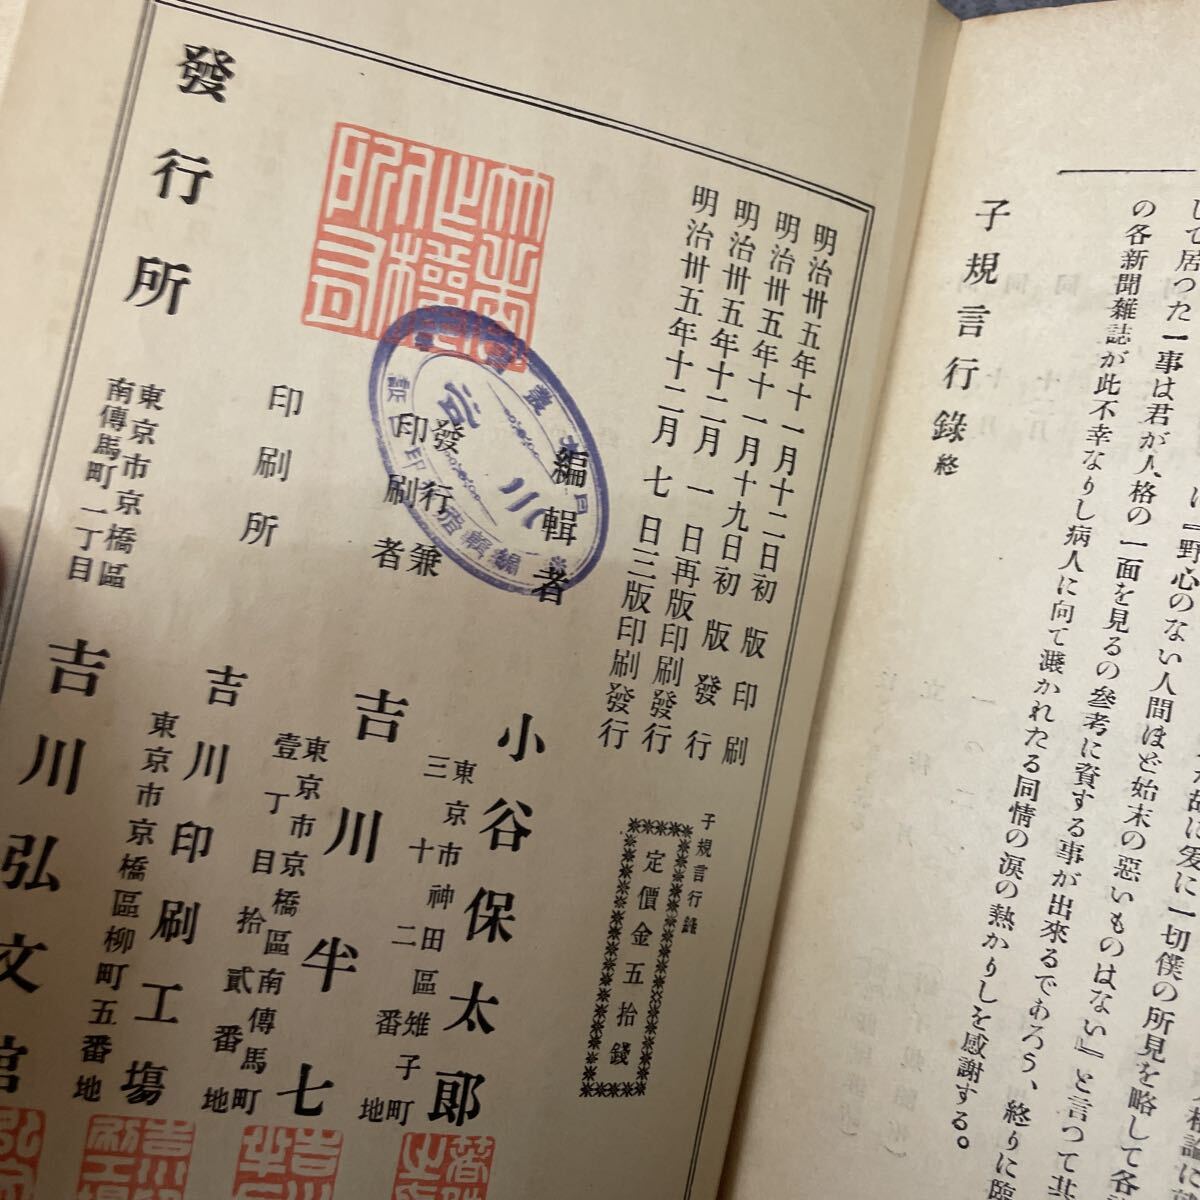 して居つた一事は君が人格の一面を見るの參考に資する事が出來るであろう、終りに臨
の各新聞雜誌が此不幸なりし病人に向て濺かれたる同情の涙の熱かりしを感謝する。
『野心のない人間ほど始末の惡いものはない』と言つて其
故に爰に一切僕の所見を略して各
子規言行錄 終
明治卅五年十一月十二日初版印刷
明治卅五年十一月十九日初版發行
明治卅五年十二月一日再版印刷發行
明治卅五年十二月七日三版印刷發行
子規言行錄
定價金五拾錢
編輯者 小谷保太郎
東京市神田區雉子町
三十二番地
發行兼
印刷者 吉川半七
東京市京橋區南傳馬町
壹丁目拾貳番地
印刷所 吉川印刷工塲
東京市京橋區柳町五番地
發行所
東京市京橋區
南傳馬町一丁目
吉川弘文館